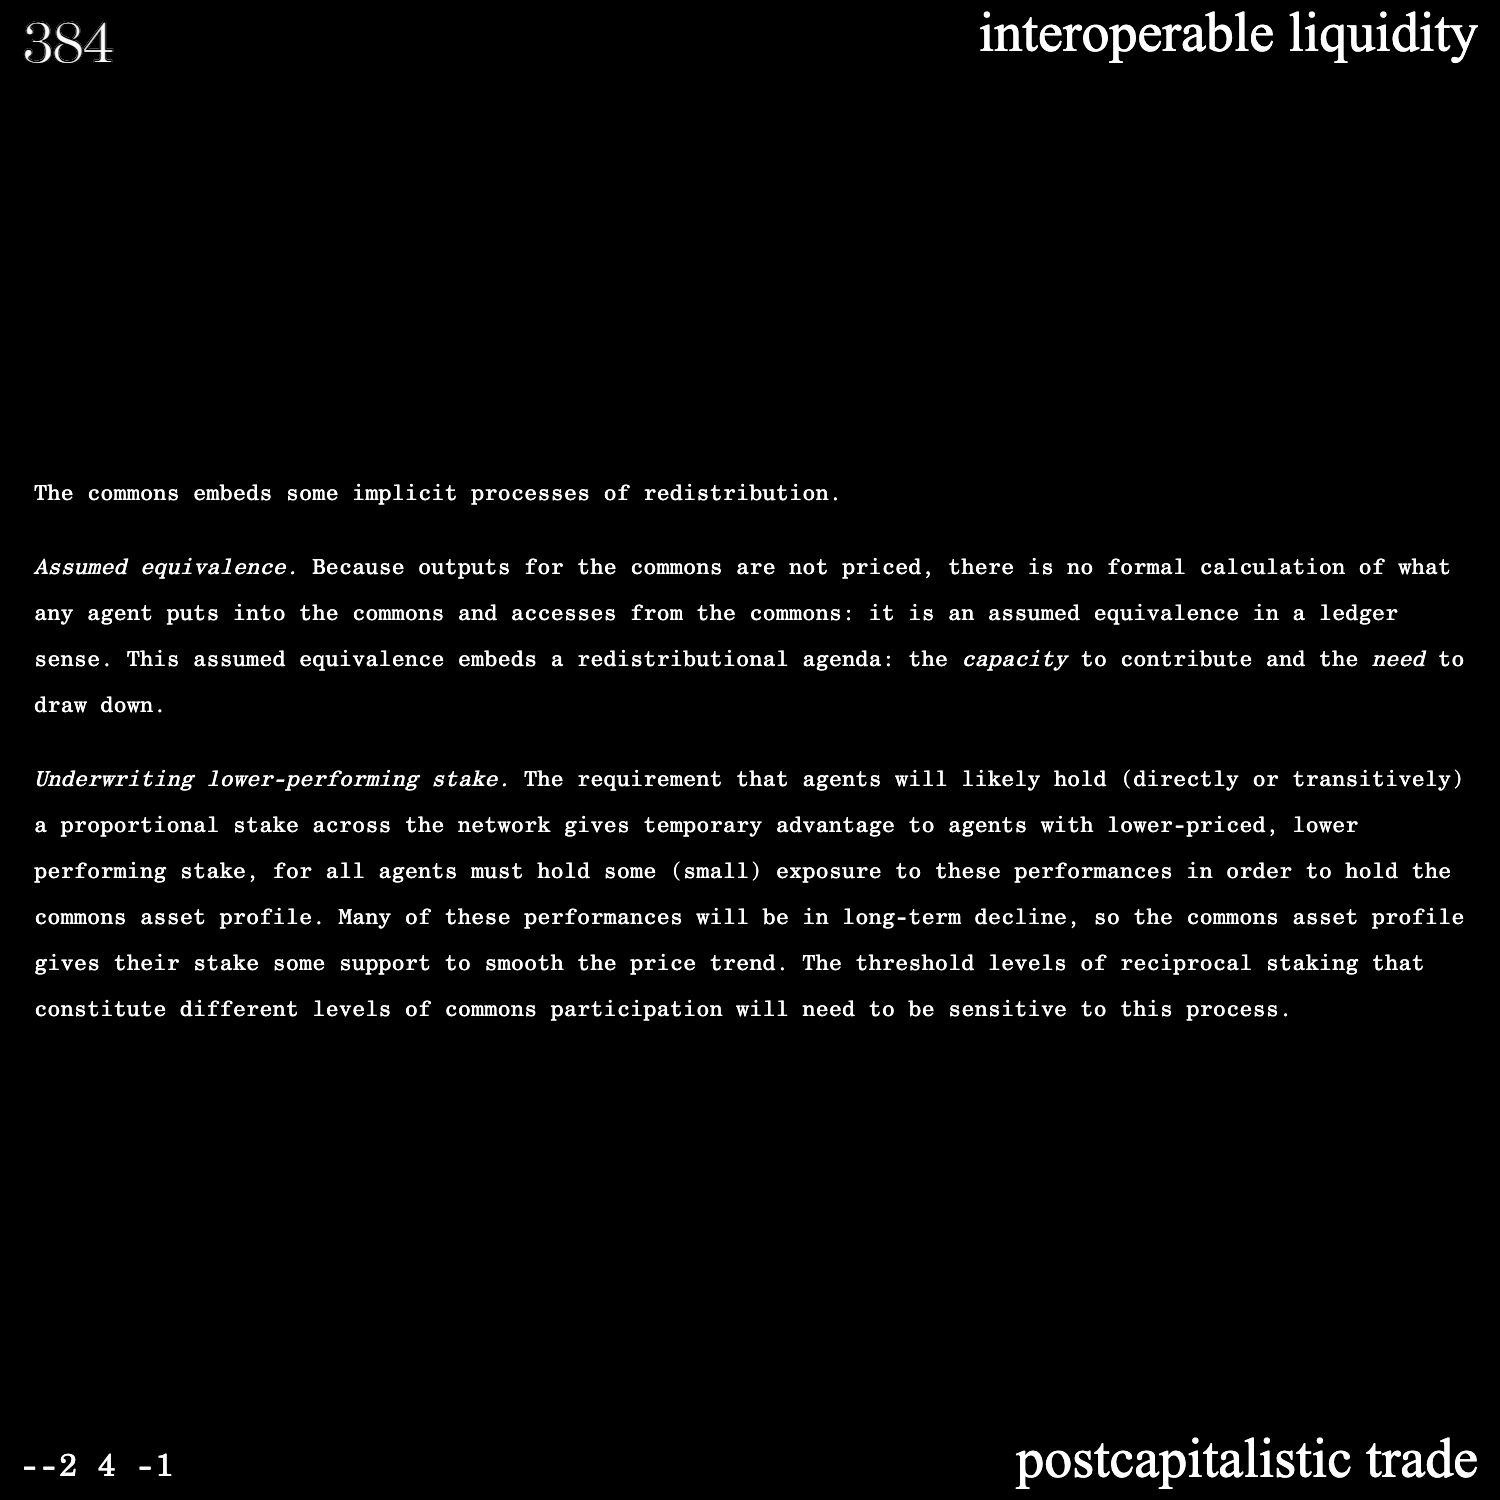 384
interoperable liquidity
The commons embeds some implicit processes of redistribution.
Assumed equivalence. Because outputs for the commons are not priced, there is no formal calculation of what
any agent puts into the commons and accesses from the commons: it is an assumed equivalence in a ledger
sense. This assumed equivalence embeds a redistributional agenda: the capacity to contribute and the need to
draw down.
Underwriting lower-performing stake. The requirement that agents will likely hold (directly or transitively)
a proportional stake across the network gives temporary advantage to agents with lower-priced, lower
performing stake, for all agents must hold some (small) exposure to these performances in order to hold the
commons asset profile. Many of these performances will be in long-term decline, so the commons asset profile
gives their stake some support to smooth the price trend. The threshold levels of reciprocal staking that
constitute different levels of commons participation will need to be sensitive to this process.
--2 4 -1
postcapitalistic trade